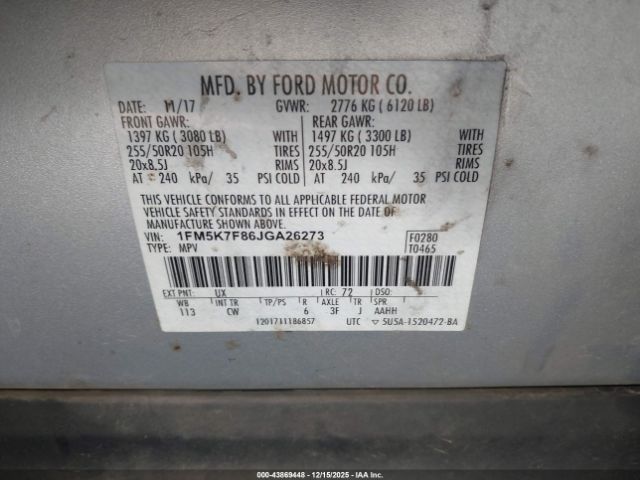 MFD. BY FORD MOTOR CO.
DATE: 11/17 GVWR: 2776 KG ( 6120 LB)
FRONT GAWR: REAR GAWR:
1397 KG ( 3080 LB) WITH 1497 KG ( 3300 LB) WITH
255/50R20 105H TIRES 255/50R20 105H TIRES
20x8.5J RIMS 20x8.5J RIMS
AT 240 kPa/ 35 PSI COLD AT 240 kPa/ 35 PSI COLD
THIS VEHICLE CONFORMS TO ALL APPLICABLE FEDERAL MOTOR
VEHICLE SAFETY STANDARDS IN EFFECT ON THE DATE OF
MANUFACTURE SHOWN ABOVE.
VIN: 1FM5K7F86JGA26273 F0280
TYPE: MPV T0465
EXT PNT: UX RC: 72 DSO:
WB INT TR TP/PS R AXLE TR SPR
113 CW 6 3F J AAHH
1201711186857 UTC ▽ 5U5A-1520472-BA
000-43869448 - 12/15/2025 - IAAI